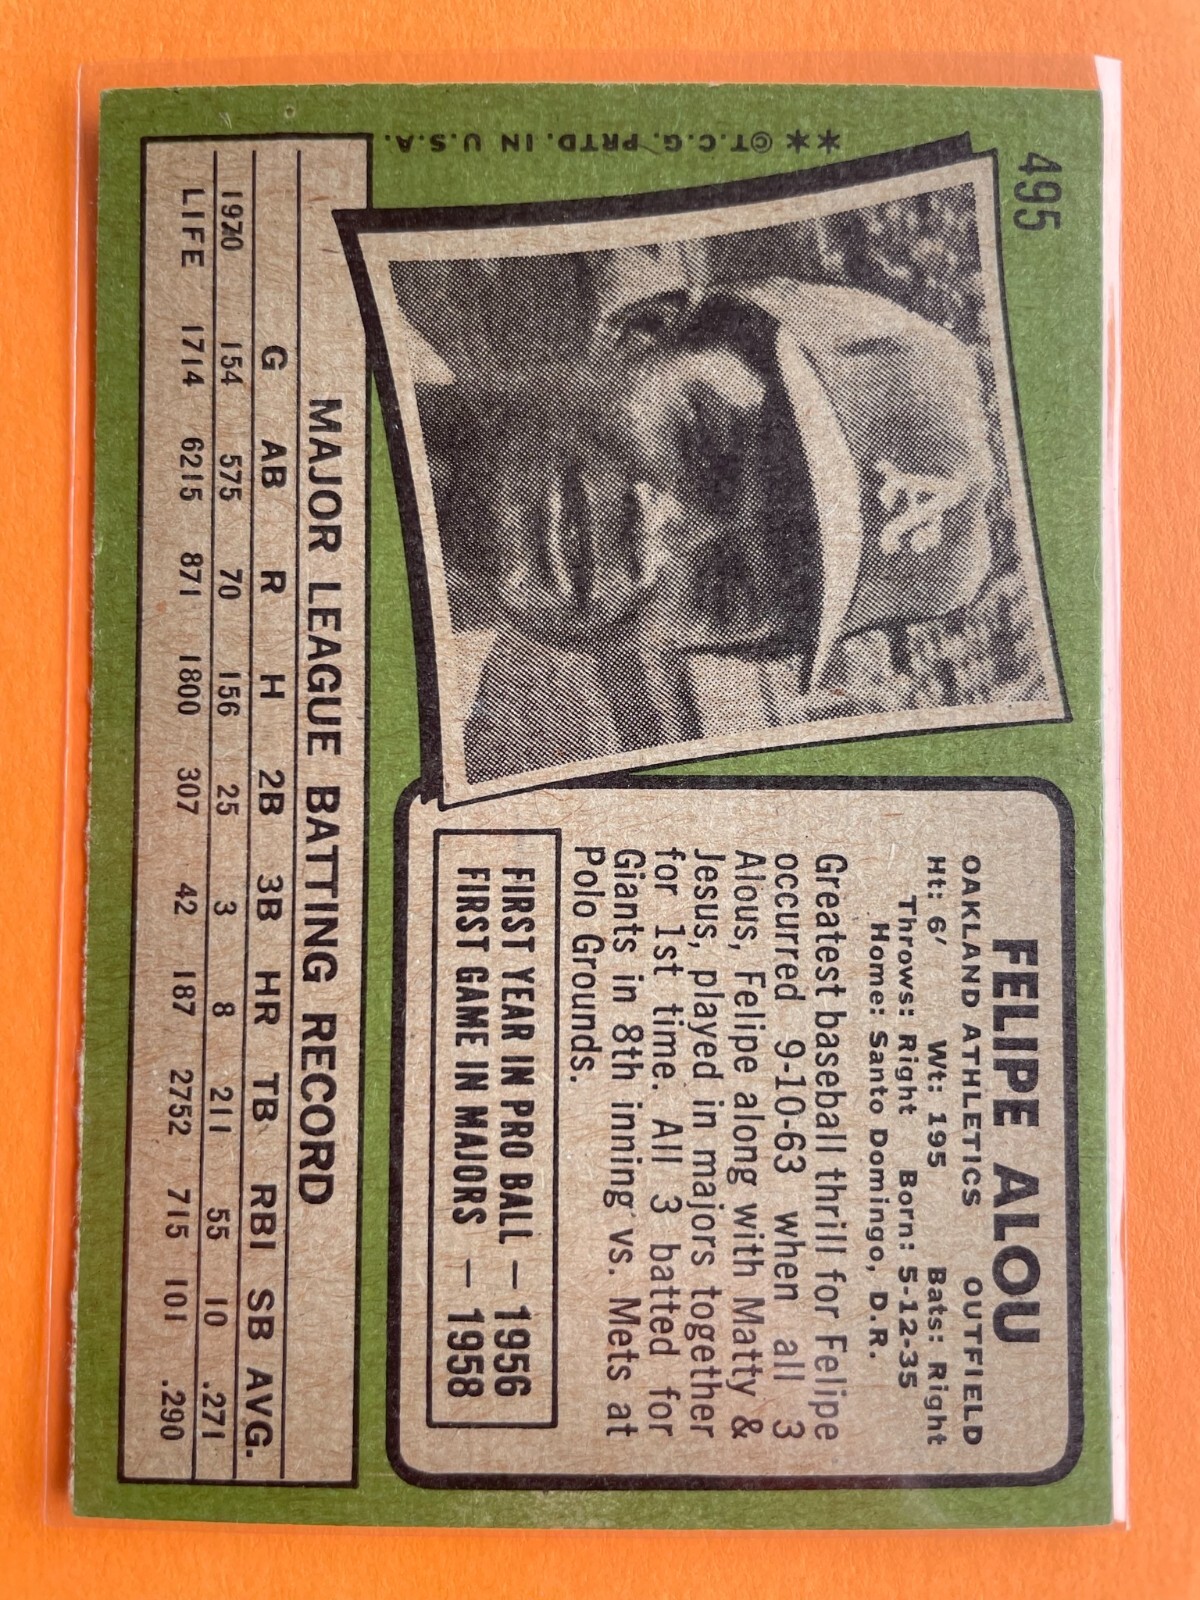 495
**©T.C.G. PRTD. IN U.S.A.
A's
FELIPE ALOU
OAKLAND ATHLETICS OUTFIELD
Ht: 6' Wt: 195 Bats: Right
Throws: Right Born: 5-12-35
Home: Santo Domingo, D.R.
Greatest baseball thrill for Felipe
occurred 9-10-63 when all 3
Alous, Felipe along with Matty &
Jesus, played in majors together
for 1st time. All 3 batted for
Giants in 8th inning vs. Mets at
Polo Grounds.
FIRST YEAR IN PRO BALL — 1956
FIRST GAME IN MAJORS — 1958
MAJOR LEAGUE BATTING RECORD
G AB R H 2B 3B HR TB RBI SB AVG.
1970 154 575 70 156 25 3 8 211 55 10 .271
LIFE 1714 6215 871 1800 307 42 187 2752 715 101 .290